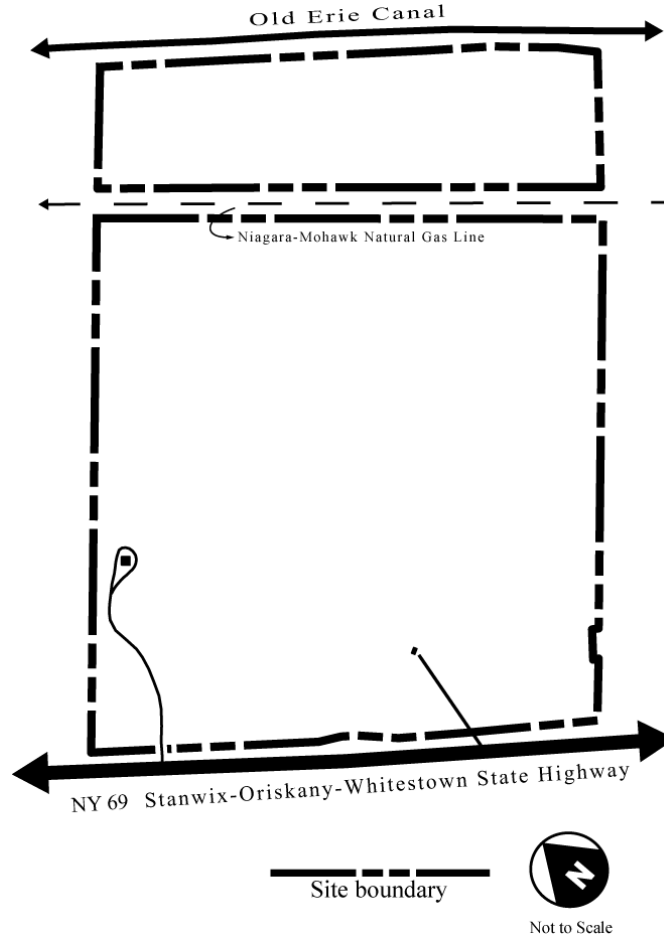 Old Erie Canal
Niagara-Mohawk Natural Gas Line
NY 69 Stanwix-Oriskany-Whitestown State Highway
Site boundary
N
Not to Scale